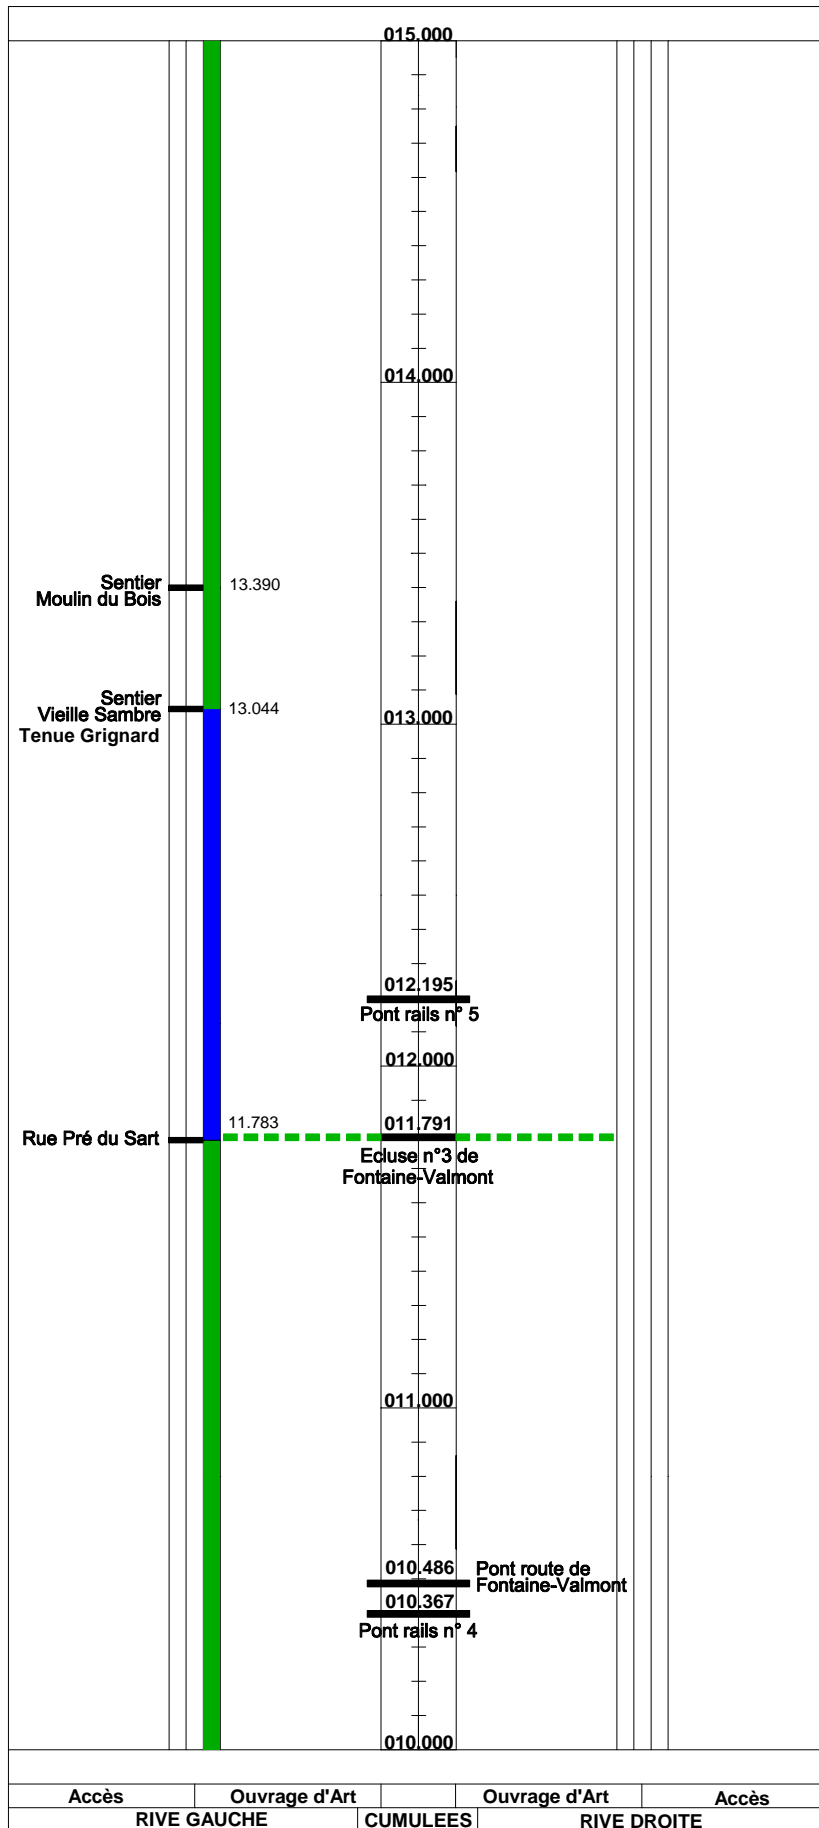 015.000
014.000
Sentier
Moulin du Bois
13.390
Sentier
Vieille Sambre
Tenue Grignard
13.044
013.000
012.195
Pont rails n° 5
012.000
Rue Pré du Sart
11.783
011.791
Ecluse n°3 de
Fontaine-Valmont
011.000
010.486
Pont route de
Fontaine-Valmont
010.367
Pont rails n° 4
010.000
Accès
Ouvrage d'Art
Ouvrage d'Art
Accès
RIVE GAUCHE
CUMULEES
RIVE DROITE